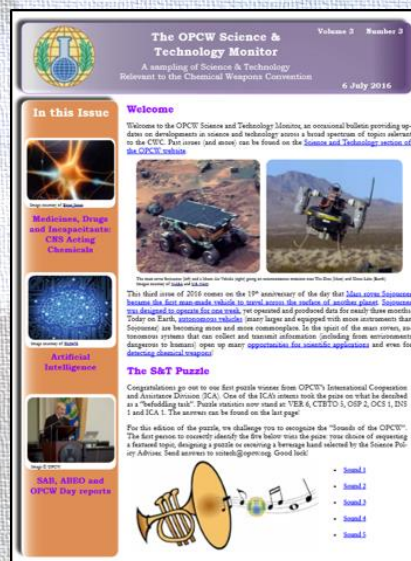 The OPCW Science &
Technology Monitor
A sampling of Science & Technology
Relevant to the Chemical Weapons Convention
Volume 3 Number 3
6 July 2016
In this Issue
Medicines, Drugs
and Incapacitants:
CNS Acting
Chemicals
Artificial
Intelligence
Image © OPCW
SAB, ABEO and
OPCW Day reports
Welcome
Welcome to the OPCW Science and Technology Monitor, an occasional bulletin providing up-
dates on developments in science and technology across a broad spectrum of topics relevant
to the CWC. Past issues (and more) can be found on the Science and Technology section of
the OPCW website.
This third issue of 2016 comes on the 19th anniversary of the day that Mars rover Sojourner
became the first man-made vehicle to travel across the surface of another planet. Sojourner
was designed to operate for one week, yet operated and produced data for nearly three months.
Today on Earth, autonomous vehicles (many larger and equipped with more instruments than
Sojourner) are becoming more and more commonplace. In the spirit of the mars rovers, au-
tonomous systems that can collect and transmit information (including from environments
dangerous to humans) open up many opportunities for scientific applications and even for
detecting chemical weapons!
The S&T Puzzle
Congratulations go out to our first puzzle winner from OPCW's International Cooperation
and Assistance Division (ICA). One of the ICA's interns took the prize on what he described
as a "befuddling task". Puzzle statistics now stand at: VER 6, CTBTO 3, OSP 2, OCS 1, INS
1 and ICA 1. The answers can be found on the last page!
For this edition of the puzzle, we challenge you to recognize the "Sounds of the OPCW".
The first person to correctly identify the five below wins the prize: your choice of requesting
a featured topic, designing a puzzle or receiving a beverage hand selected by the Science Pol-
icy Adviser. Send answers to scitech@opcw.org. Good luck!
Sound 1
Sound 2
Sound 3
Sound 4
Sound 5